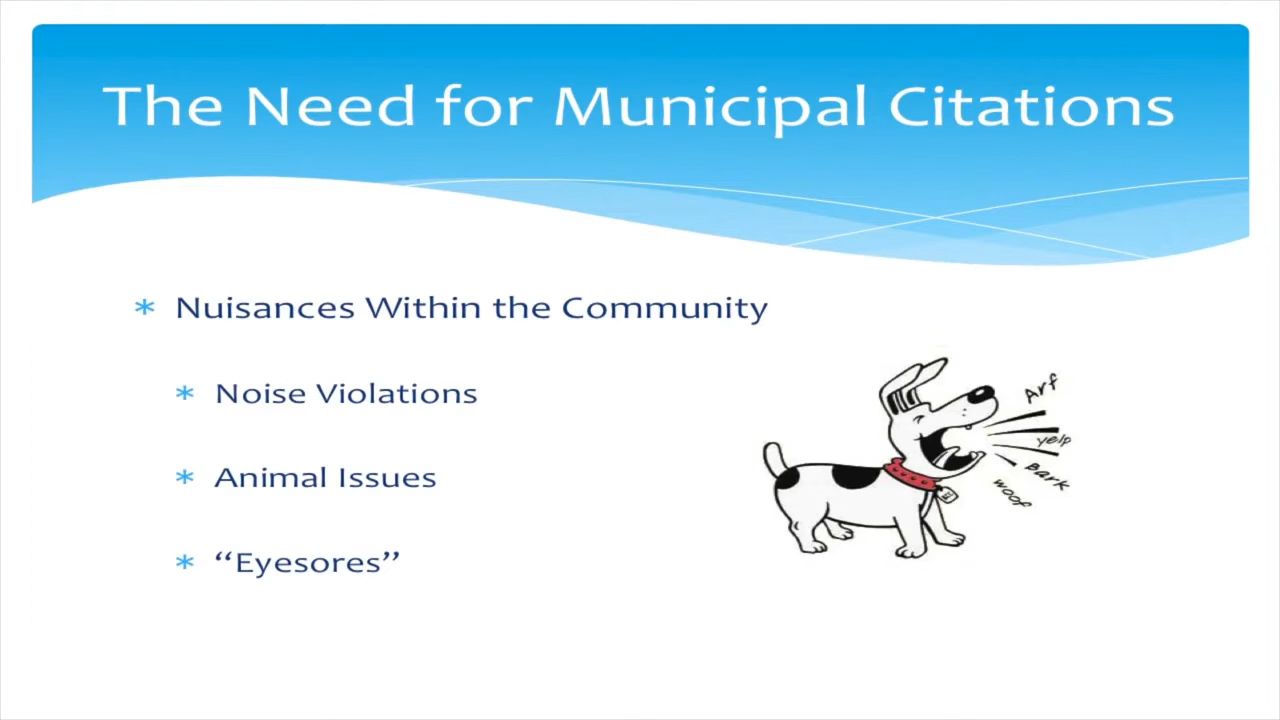 The Need for Municipal Citations
Nuisances Within the Community
Noise Violations
Animal Issues
“Eyesores”
Arf
yelp
Bark
woof